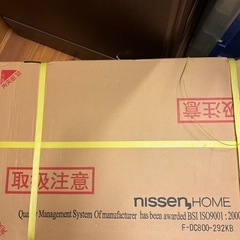 取扱注意
取扱注意
nissen HOME
Quality Management System Of manufacturer has been awarded BSI ISO9001:2000
F-DC800-292KB